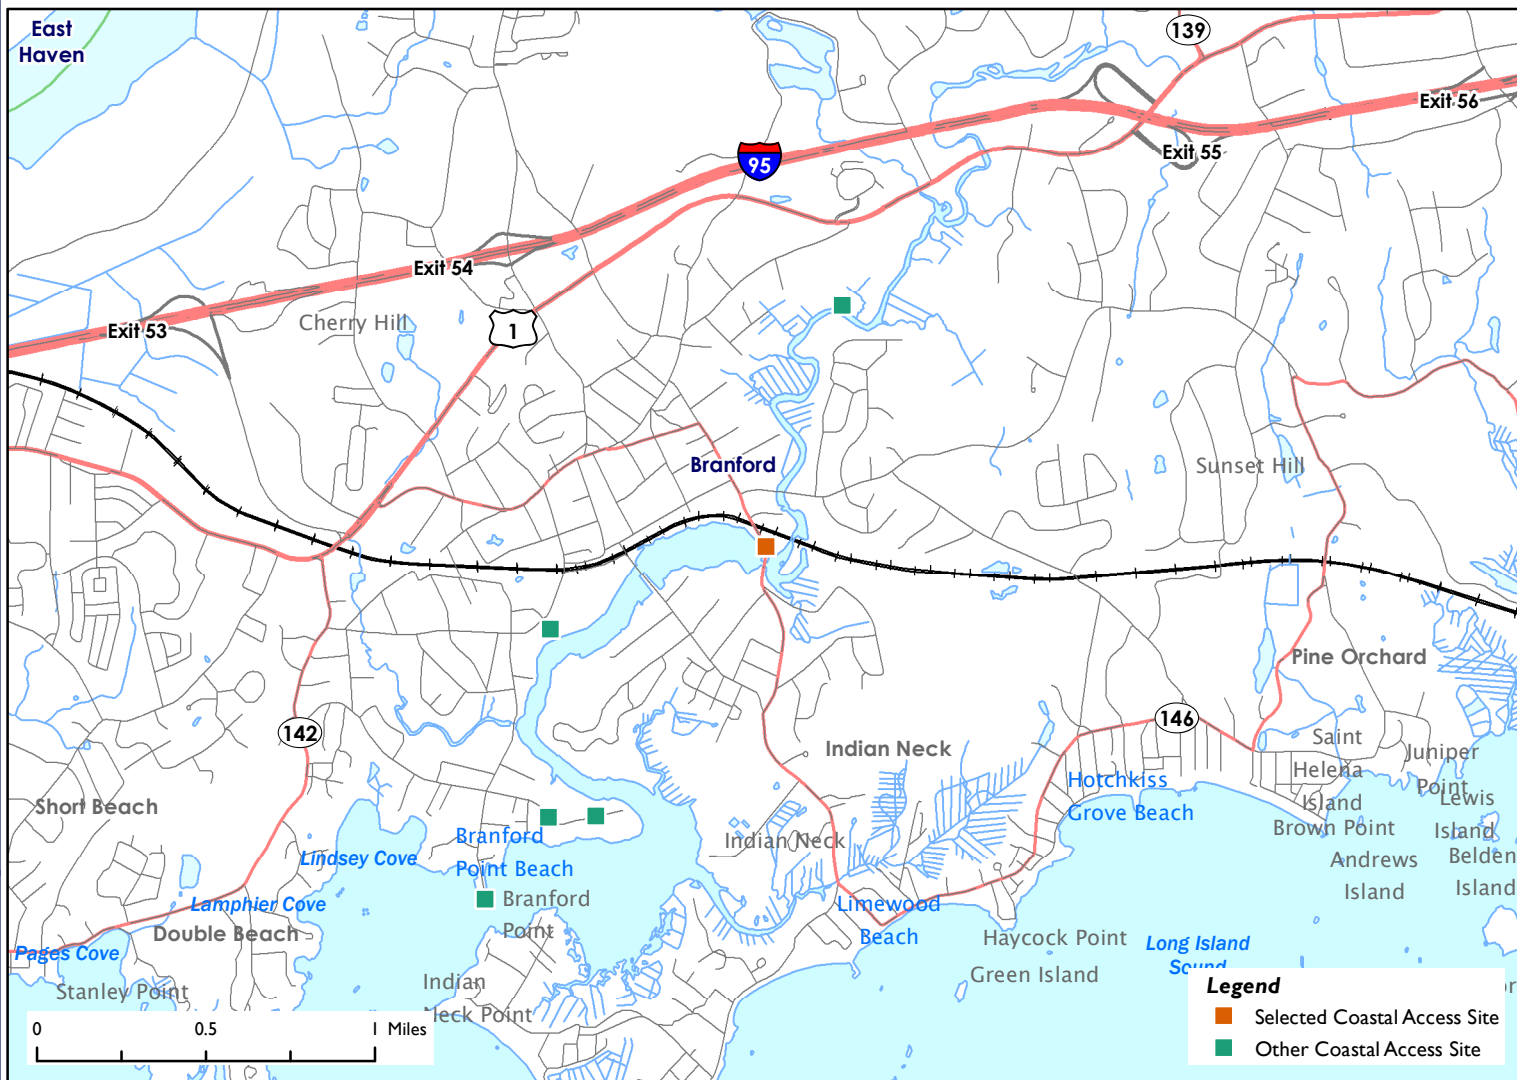 East
Haven
139
Exit 56
Exit 55
95
Exit 54
Exit 53
Cherry Hill
1
Branford
Sunset Hill
Pine Orchard
142
146
Indian Neck
Saint
Helena
Island
Juniper
Point
Hotchkiss
Grove Beach
Lewis
Island
Short Beach
Brown Point
Branford
Point Beach
Indian Neck
Lindsey Cove
Andrews
Island
Belden
Island
Branford
Point
Lamphier Cove
Limewood
Beach
Double Beach
Haycock Point
Long Island
Sound
Pages Cove
Green Island
Stanley Point
Indian
Neck Point
0 0.5 1 Miles
Legend
Selected Coastal Access Site
Other Coastal Access Site